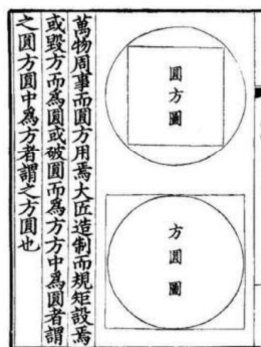 圓方圖
方圓圖
萬物周事而圓方用焉大匠造制而規矩設焉
或毀方而為圓或破圓而為方方中為圓者謂
之圓方圓中為方者謂之方圓也